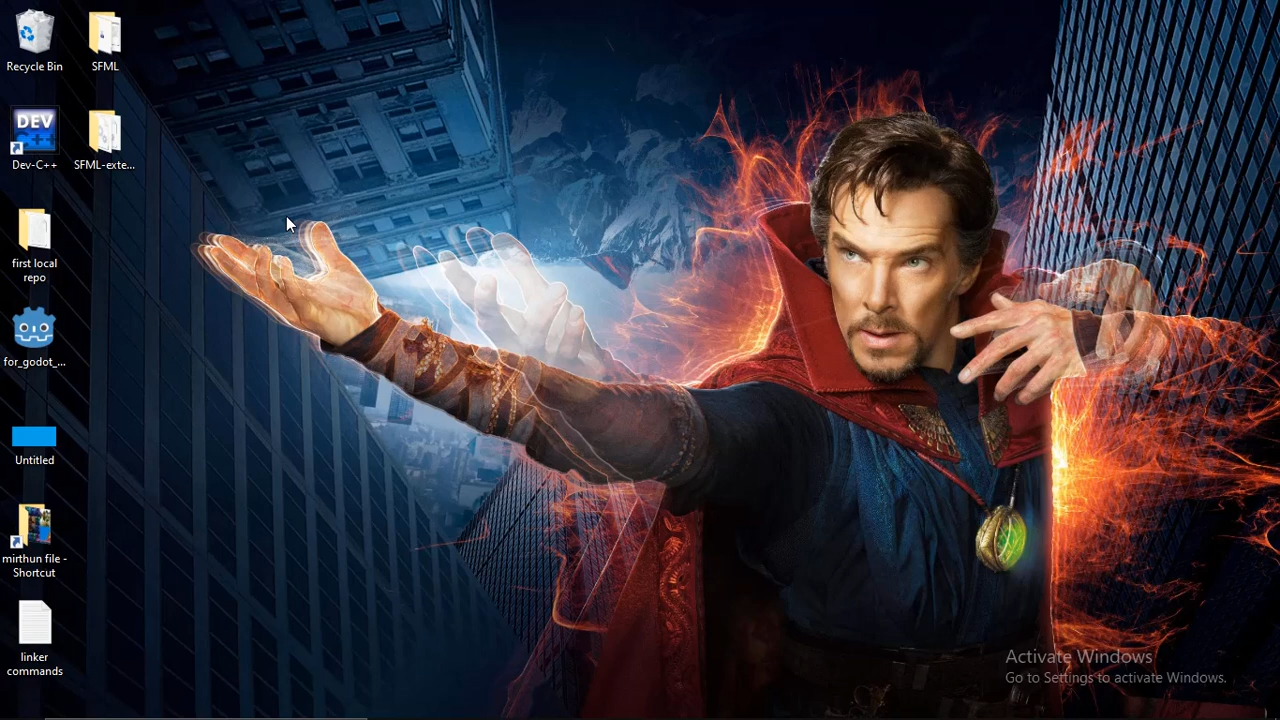 Recycle Bin
SFML
DEV
C++
Dev-C++
SFML-exte...
first local
repo
for_godot_...
Untitled
mirthun file -
Shortcut
linker
commands
Activate Windows
Go to Settings to activate Windows.